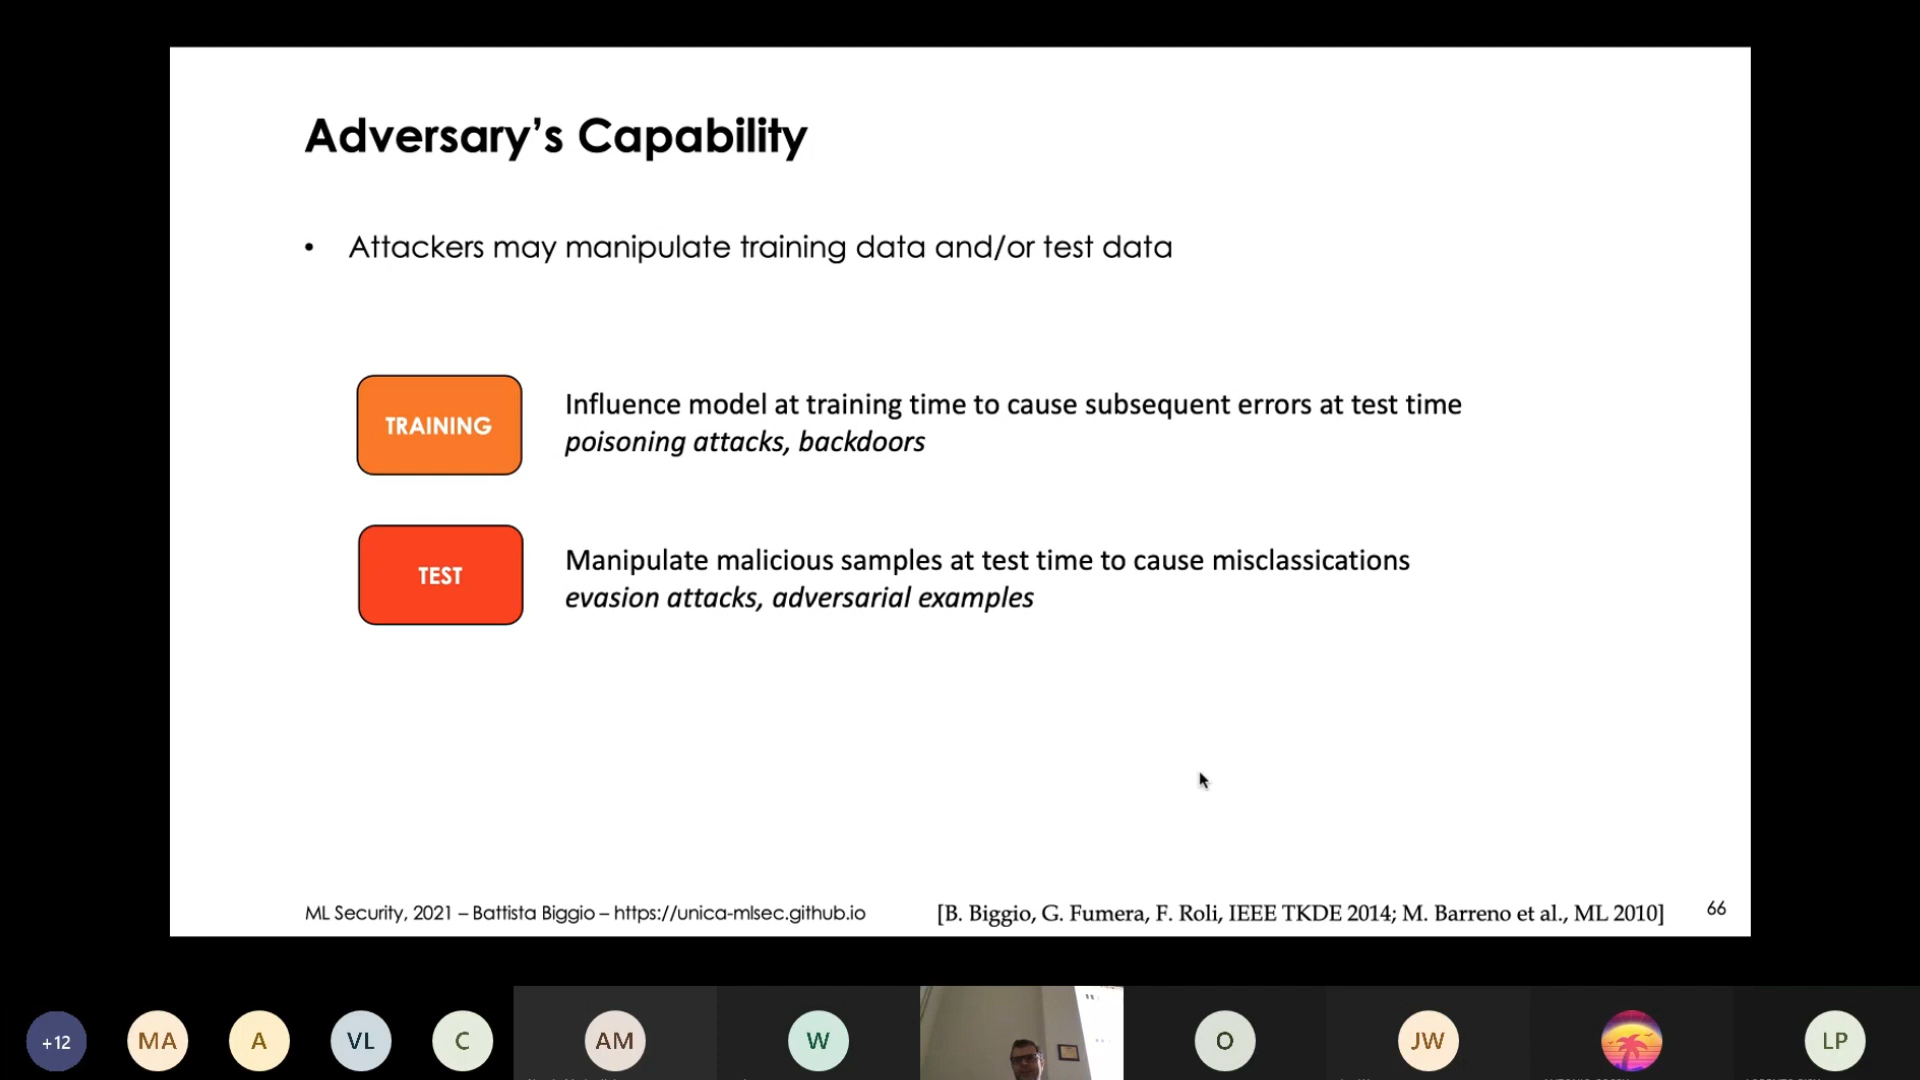 Adversary's Capability
• Attackers may manipulate training data and/or test data
TRAINING
Influence model at training time to cause subsequent errors at test time
poisoning attacks, backdoors
TEST
Manipulate malicious samples at test time to cause misclassications
evasion attacks, adversarial examples
ML Security, 2021 – Battista Biggio – https://unica-mlsec.github.io
[B. Biggio, G. Fumera, F. Roli, IEEE TKDE 2014; M. Barreno et al., ML 2010]
66
+12
MA
A
VL
C
AM
W
O
JW
LP